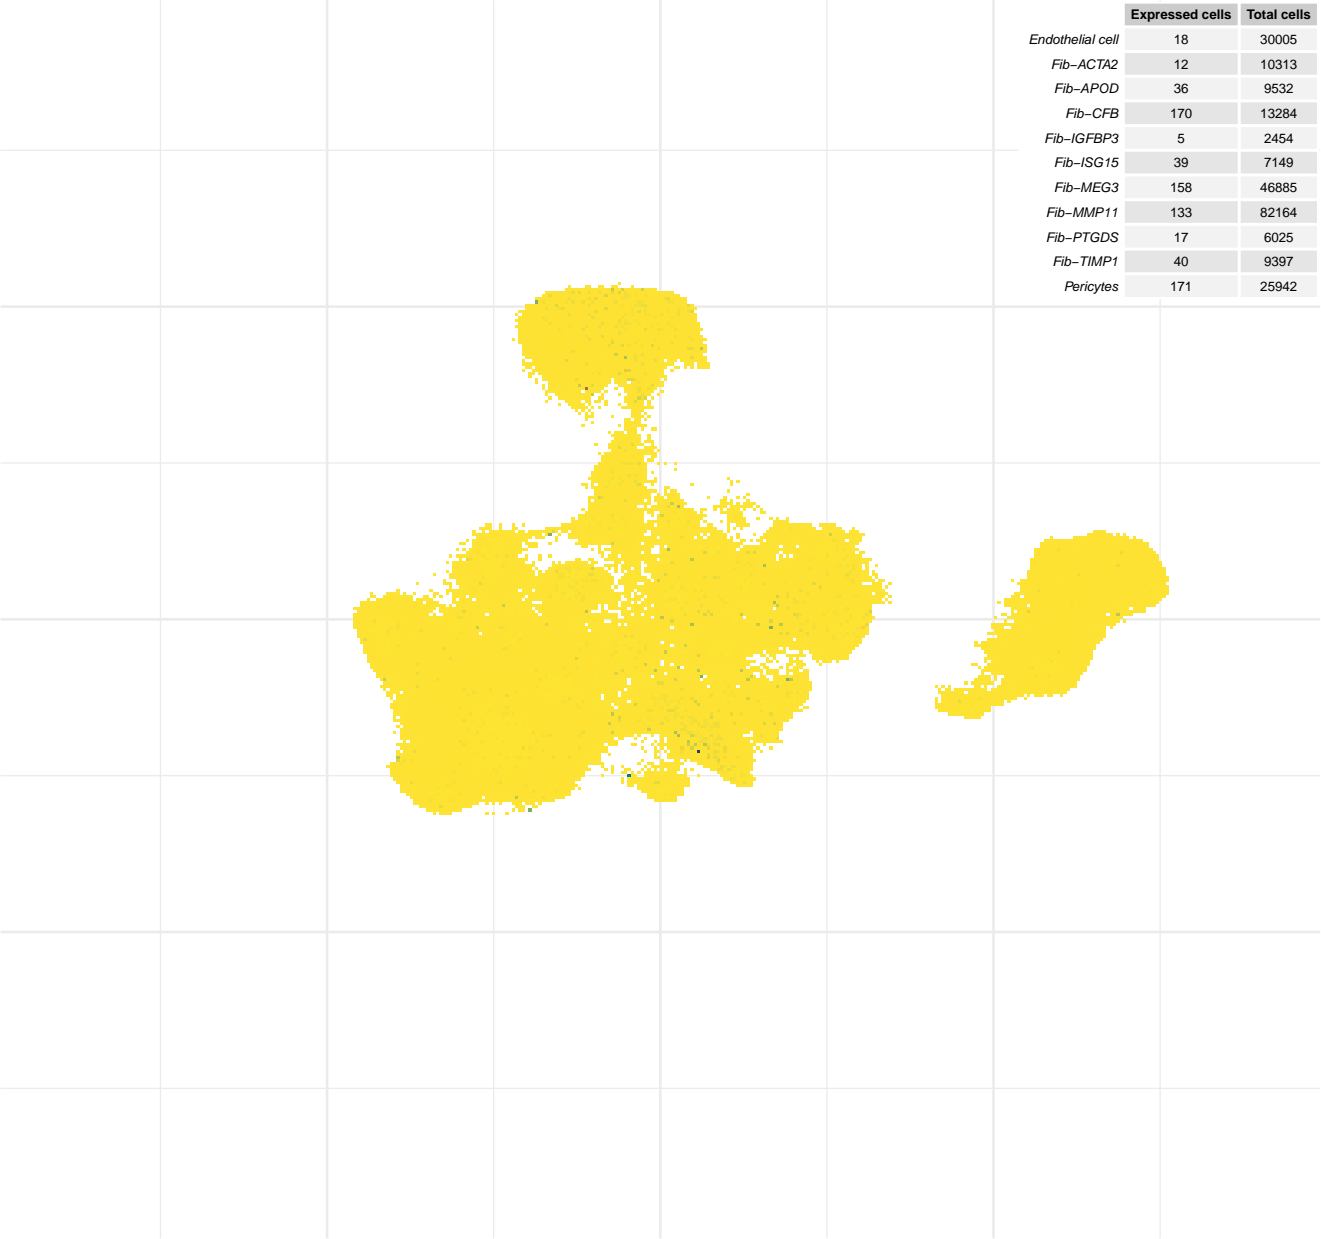 Expressed cells Total cells
Endothelial cell 18 30005
Fib−ACTA2 12 10313
Fib−APOD 36 9532
Fib−CFB 170 13284
Fib−IGFBP3 5 2454
Fib−ISG15 39 7149
Fib−MEG3 158 46885
Fib−MMP11 133 82164
Fib−PTGDS 17 6025
Fib−TIMP1 40 9397
Pericytes 171 25942